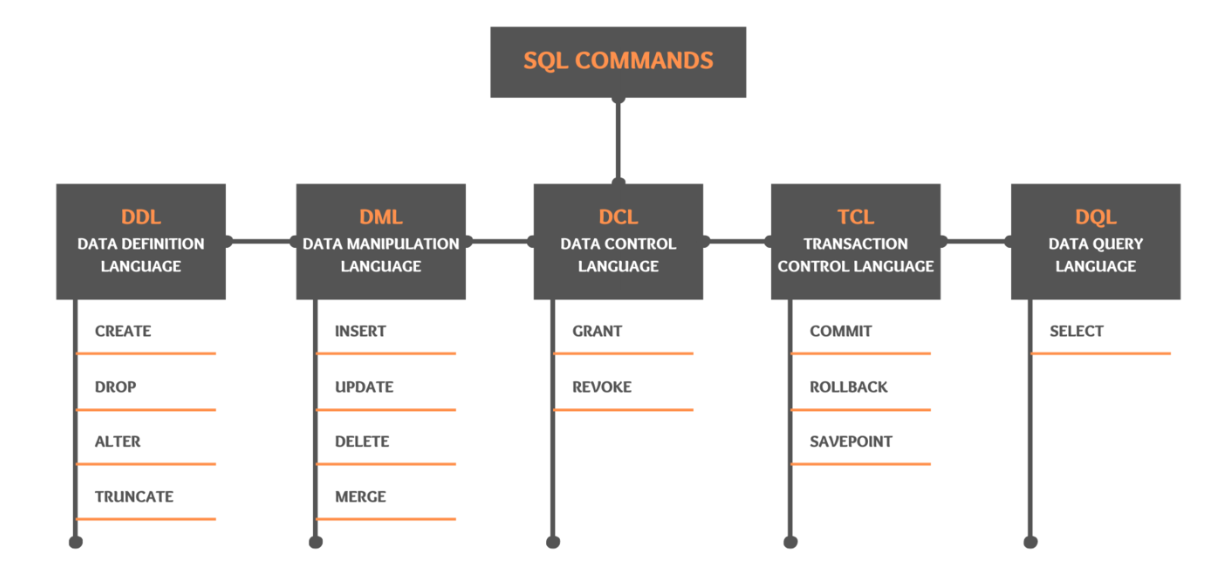 SQL COMMANDS
DDL
DATA DEFINITION
LANGUAGE
CREATE
DROP
ALTER
TRUNCATE
DML
DATA MANIPULATION
LANGUAGE
INSERT
UPDATE
DELETE
MERGE
DCL
DATA CONTROL
LANGUAGE
GRANT
REVOKE
TCL
TRANSACTION
CONTROL LANGUAGE
COMMIT
ROLLBACK
SAVEPOINT
DQL
DATA QUERY
LANGUAGE
SELECT